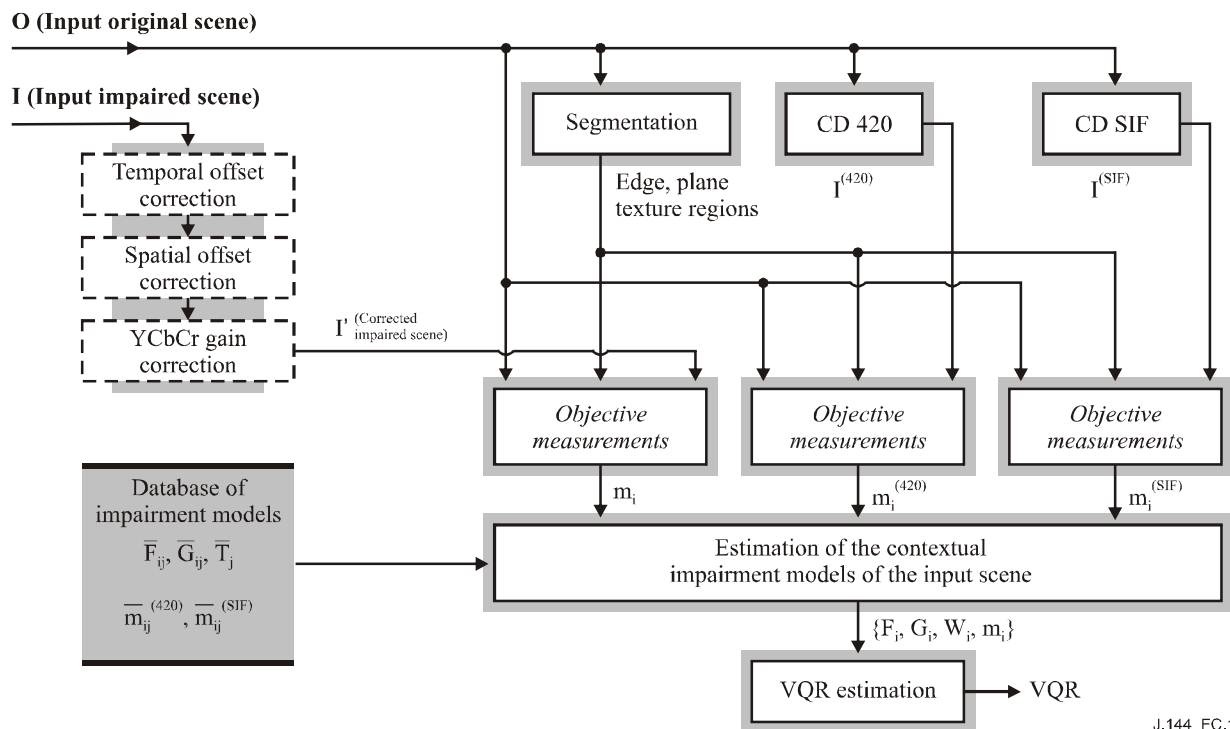 O (Input original scene)
I (Input impaired scene)
Segmentation
CD 420
CD SIF
Temporal offset
correction
Edge, plane
texture regions
I(420)
I(SIF)
Spatial offset
correction
YCbCr gain
correction
I' (Corrected
impaired scene)
Objective
measurements
Objective
measurements
Objective
measurements
mi
mi(420)
mi(SIF)
Database of
impairment models
F̅ij, G̅ij, T̅j
m̅ij(420), m̅ij(SIF)
Estimation of the contextual
impairment models of the input scene
{Fi, Gi, Wi, mi}
VQR estimation
VQR